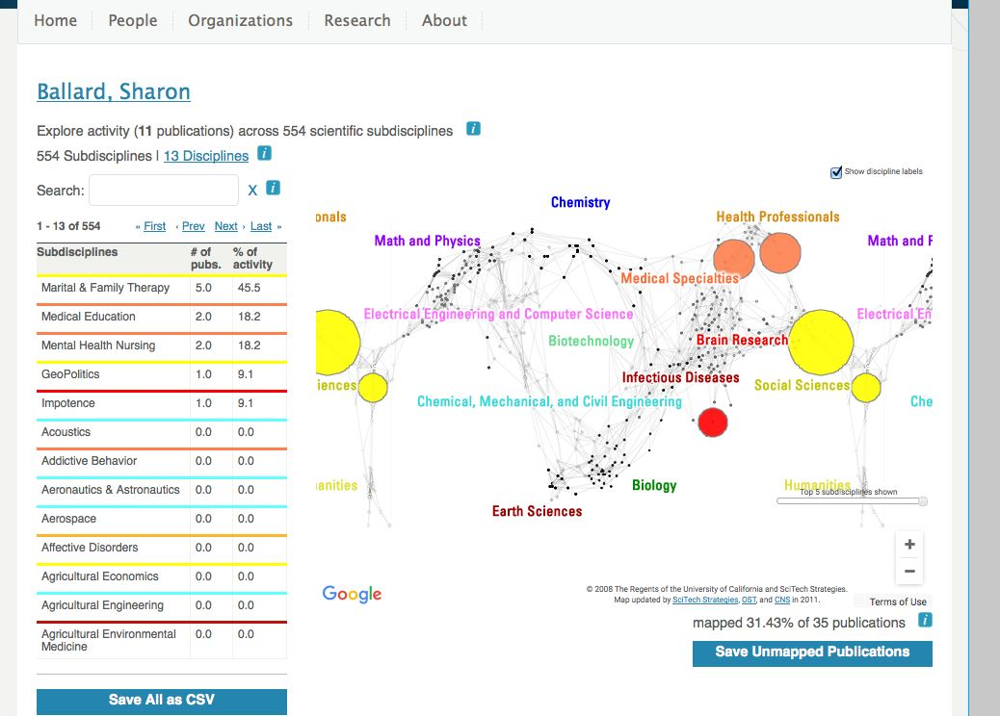 Home People Organizations Research About
Ballard, Sharon
Explore activity (11 publications) across 554 scientific subdisciplines i
554 Subdisciplines | 13 Disciplines i
Search: X i
1 - 13 of 554 « First ‹ Prev Next › Last »
Subdisciplines # of pubs. % of activity
Marital & Family Therapy 5.0 45.5
Medical Education 2.0 18.2
Mental Health Nursing 2.0 18.2
GeoPolitics 1.0 9.1
Impotence 1.0 9.1
Acoustics 0.0 0.0
Addictive Behavior 0.0 0.0
Aeronautics & Astronautics 0.0 0.0
Aerospace 0.0 0.0
Affective Disorders 0.0 0.0
Agricultural Economics 0.0 0.0
Agricultural Engineering 0.0 0.0
Agricultural Environmental Medicine 0.0 0.0
Save All as CSV
Show discipline labels
Chemistry
onals Health Professionals
Math and Physics Math and P
Medical Specialties
Electrical Engineering and Computer Science Electrical En
Biotechnology Brain Research
Infectious Diseases
iences Social Sciences
Chemical, Mechanical, and Civil Engineering Che
anities Biology Humanities
Top 5 subdisciplines shown
Earth Sciences
+
−
Google
© 2008 The Regents of the University of California and SciTech Strategies.
Map updated by SciTech Strategies, OST, and CNS in 2011.
Terms of Use
mapped 31.43% of 35 publications i
Save Unmapped Publications